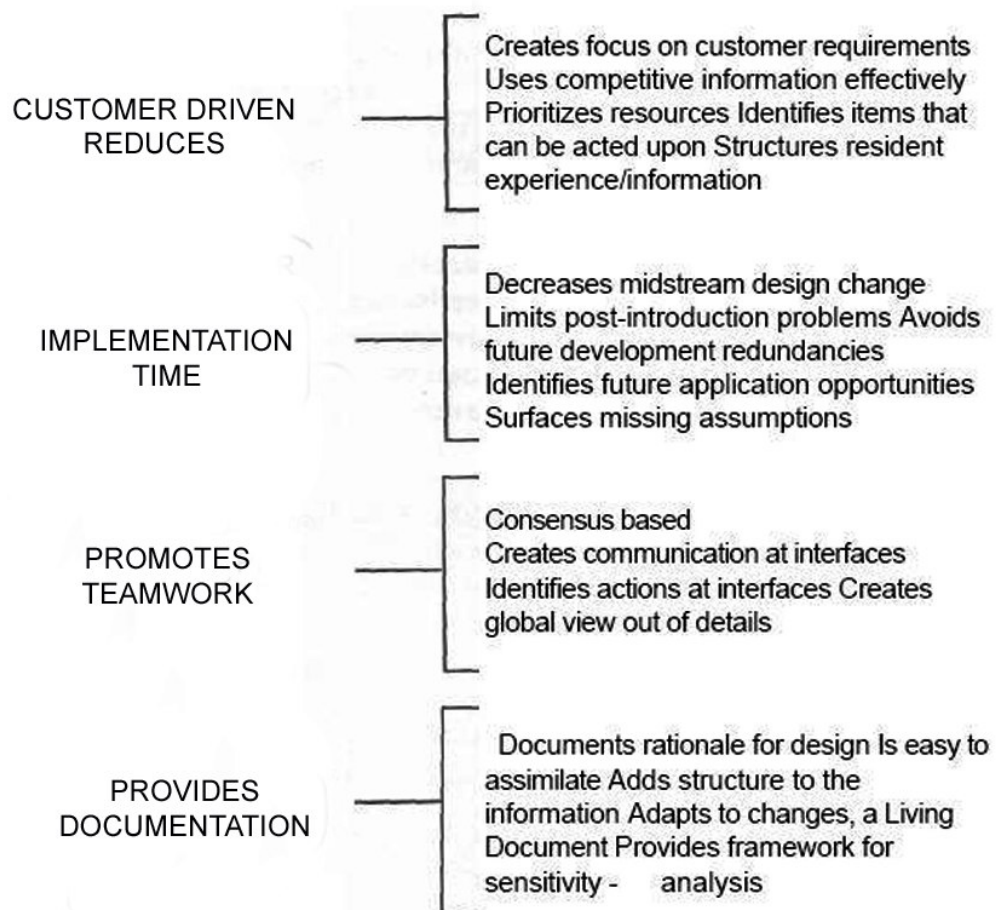 CUSTOMER DRIVEN
REDUCES
Creates focus on customer requirements
Uses competitive information effectively
Prioritizes resources Identifies items that
can be acted upon Structures resident
experience/information
IMPLEMENTATION
TIME
Decreases midstream design change
Limits post-introduction problems Avoids
future development redundancies
Identifies future application opportunities
Surfaces missing assumptions
PROMOTES
TEAMWORK
Consensus based
Creates communication at interfaces
Identifies actions at interfaces Creates
global view out of details
PROVIDES
DOCUMENTATION
Documents rationale for design Is easy to
assimilate Adds structure to the
information Adapts to changes, a Living
Document Provides framework for
sensitivity - analysis